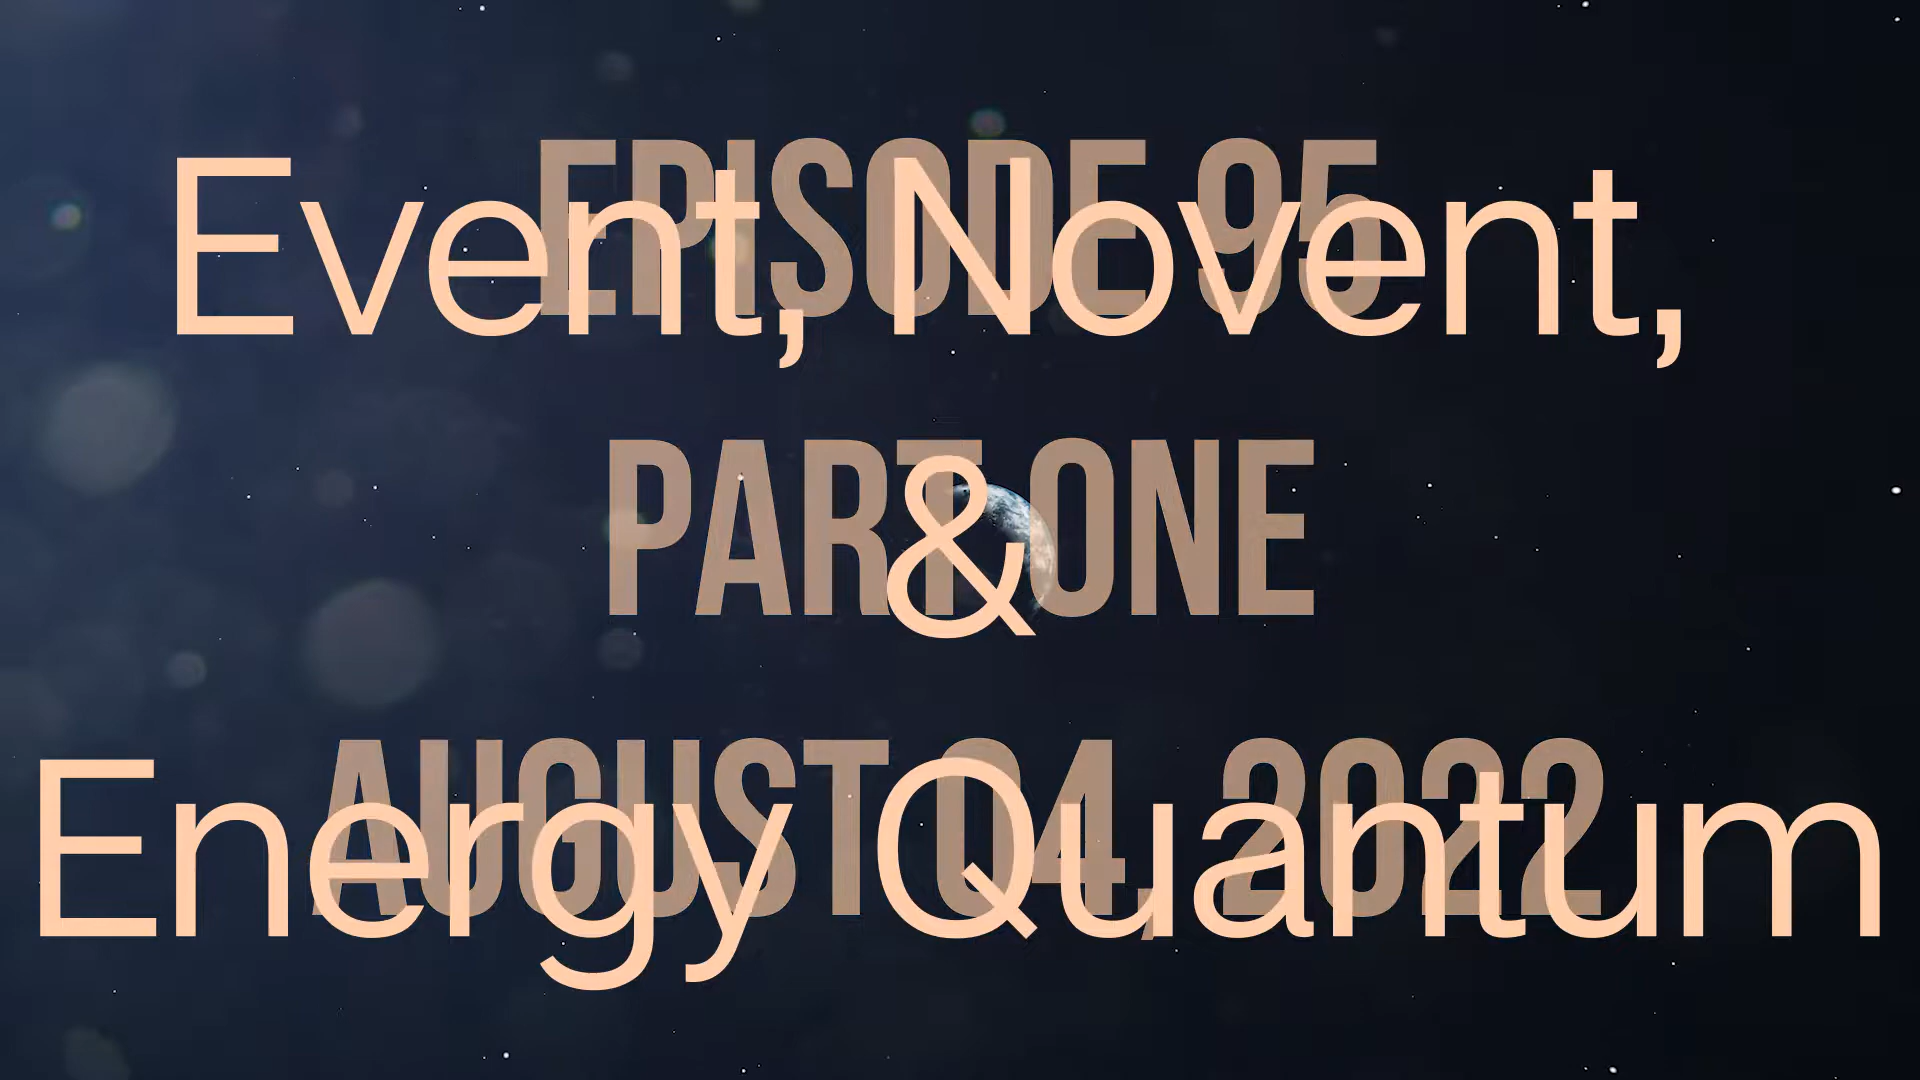 EPISODE 95
Event, Novent,
PART ONE
&
AUGUST 04, 2022
Energy Quantum